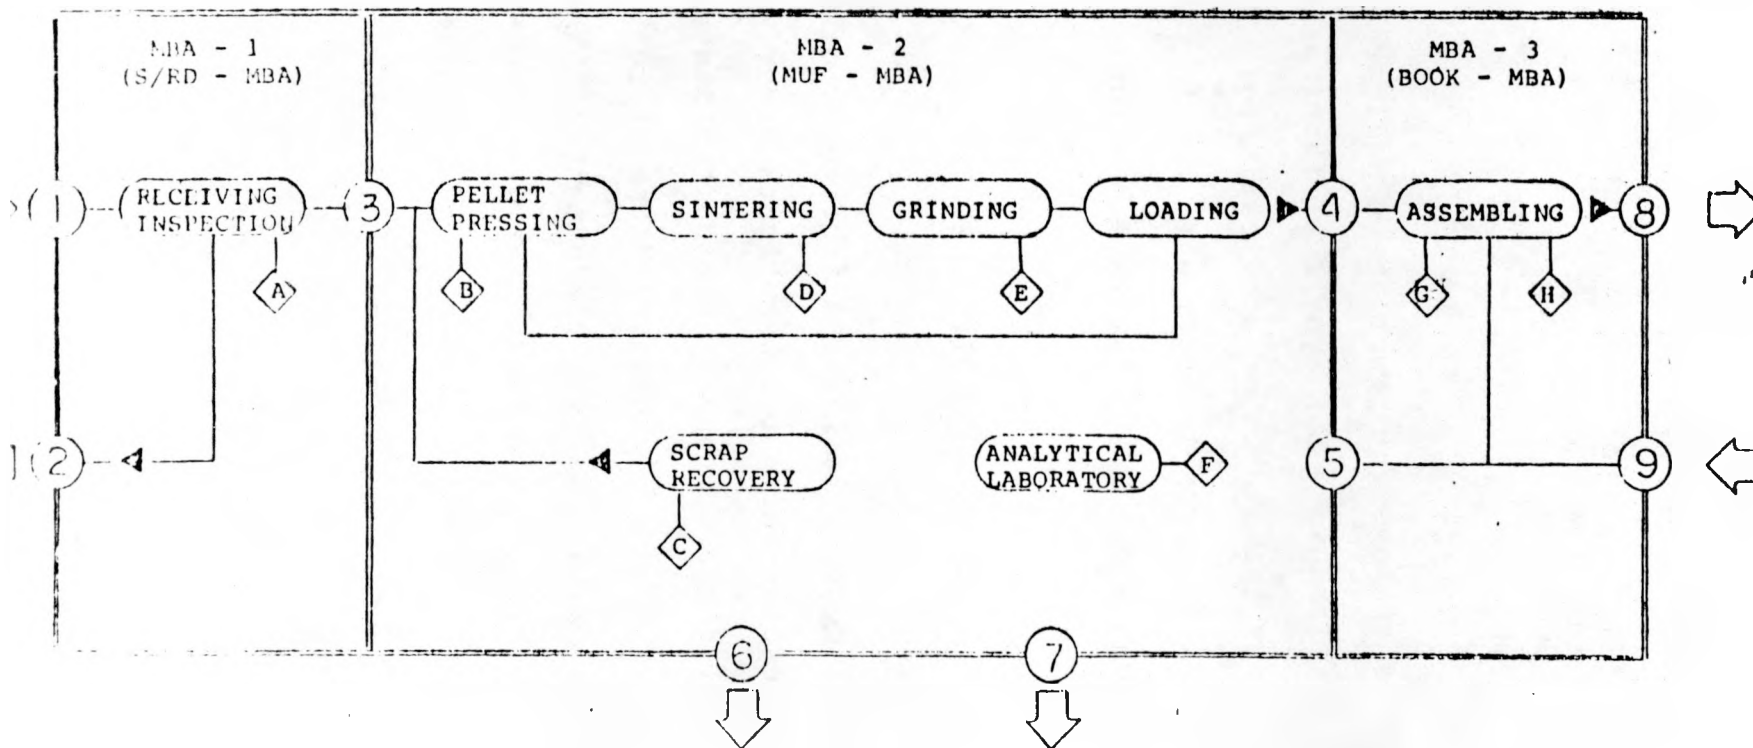 MBA - 1
(S/RD - MBA)
MBA - 2
(MUF - MBA)
MBA - 3
(BOOK - MBA)
1
RECEIVING
INSPECTION
3
PELLET
PRESSING
SINTERING
GRINDING
LOADING
4
ASSEMBLING
8
A
B
D
E
G
H
2
SCRAP
RECOVERY
ANALYTICAL
LABORATORY
F
5
9
C
6
7